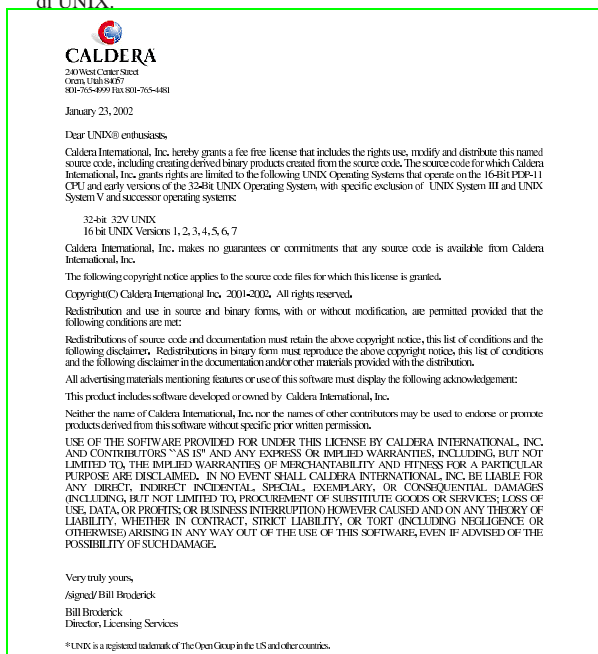 di UNIX.
CALDERA
240 West Center Street
Orem, Utah 84057
801-765-4999 Fax 801-765-4481
January 23, 2002
Dear UNIX® enthusiasts,
Caldera International, Inc. hereby grants a fee free license that includes the rights use, modify and distribute this named
source code, including creating derived binary products created from the source code. The source code for which Caldera
International, Inc. grants rights are limited to the following UNIX Operating Systems that operate on the 16-Bit PDP-11
CPU and early versions of the 32-Bit UNIX Operating System, with specific exclusion of UNIX System III and UNIX
System V and successor operating systems:
32-bit 32V UNIX
16 bit UNIX Versions 1, 2, 3, 4, 5, 6, 7
Caldera International, Inc. makes no guarantees or commitments that any source code is available from Caldera
International, Inc.
The following copyright notice applies to the source code files for which this license is granted.
Copyright(C) Caldera International Inc. 2001-2002. All rights reserved.
Redistribution and use in source and binary forms, with or without modification, are permitted provided that the
following conditions are met:
Redistributions of source code and documentation must retain the above copyright notice, this list of conditions and the
following disclaimer. Redistributions in binary form must reproduce the above copyright notice, this list of conditions
and the following disclaimer in the documentation and/or other materials provided with the distribution.
All advertising materials mentioning features or use of this software must display the following acknowledgement:
This product includes software developed or owned by Caldera International, Inc.
Neither the name of Caldera International, Inc. nor the names of other contributors may be used to endorse or promote
products derived from this software without specific prior written permission.
USE OF THE SOFTWARE PROVIDED FOR UNDER THIS LICENSE BY CALDERA INTERNATIONAL, INC.
AND CONTRIBUTORS ``AS IS'' AND ANY EXPRESS OR IMPLIED WARRANTIES, INCLUDING, BUT NOT
LIMITED TO, THE IMPLIED WARRANTIES OF MERCHANTABILITY AND FITNESS FOR A PARTICULAR
PURPOSE ARE DISCLAIMED. IN NO EVENT SHALL CALDERA INTERNATIONAL, INC. BE LIABLE FOR
ANY DIRECT, INDIRECT INCIDENTAL, SPECIAL, EXEMPLARY, OR CONSEQUENTIAL DAMAGES
(INCLUDING, BUT NOT LIMITED TO, PROCUREMENT OF SUBSTITUTE GOODS OR SERVICES; LOSS OF
USE, DATA, OR PROFITS; OR BUSINESS INTERRUPTION) HOWEVER CAUSED AND ON ANY THEORY OF
LIABILITY, WHETHER IN CONTRACT, STRICT LIABILITY, OR TORT (INCLUDING NEGLIGENCE OR
OTHERWISE) ARISING IN ANY WAY OUT OF THE USE OF THIS SOFTWARE, EVEN IF ADVISED OF THE
POSSIBILITY OF SUCH DAMAGE.
Very truly yours,
/signed/ Bill Broderick
Bill Broderick
Director, Licensing Services
* UNIX is a registered trademark of The Open Group in the US and other countries.